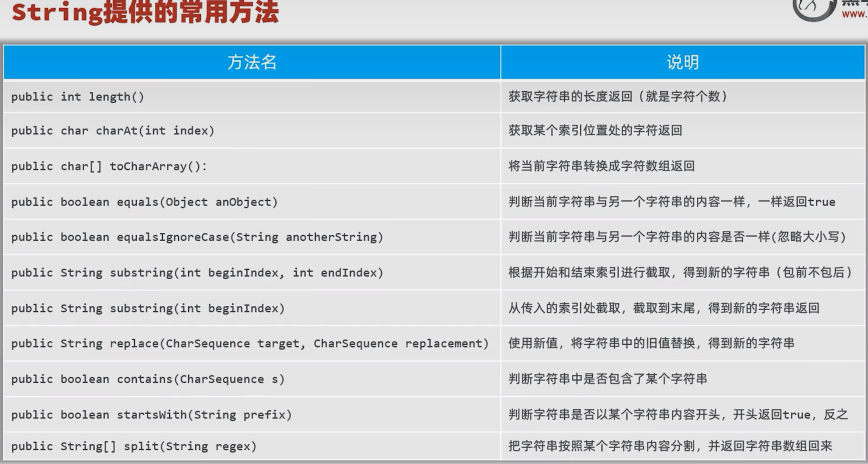 String提供的常用方法
www.
方法名 说明
public int length() 获取字符串的长度返回（就是字符个数）
public char charAt(int index) 获取某个索引位置处的字符返回
public char[] toCharArray(): 将当前字符串转换成字符数组返回
public boolean equals(Object anObject) 判断当前字符串与另一个字符串的内容一样，一样返回true
public boolean equalsIgnoreCase(String anotherString) 判断当前字符串与另一个字符串的内容是否一样(忽略大小写)
public String substring(int beginIndex, int endIndex) 根据开始和结束索引进行截取，得到新的字符串（包前不包后）
public String substring(int beginIndex) 从传入的索引处截取，截取到末尾，得到新的字符串返回
public String replace(CharSequence target, CharSequence replacement) 使用新值，将字符串中的旧值替换，得到新的字符串
public boolean contains(CharSequence s) 判断字符串中是否包含了某个字符串
public boolean startsWith(String prefix) 判断字符串是否以某个字符串内容开头，开头返回true，反之
public String[] split(String regex) 把字符串按照某个字符串内容分割，并返回字符串数组回来